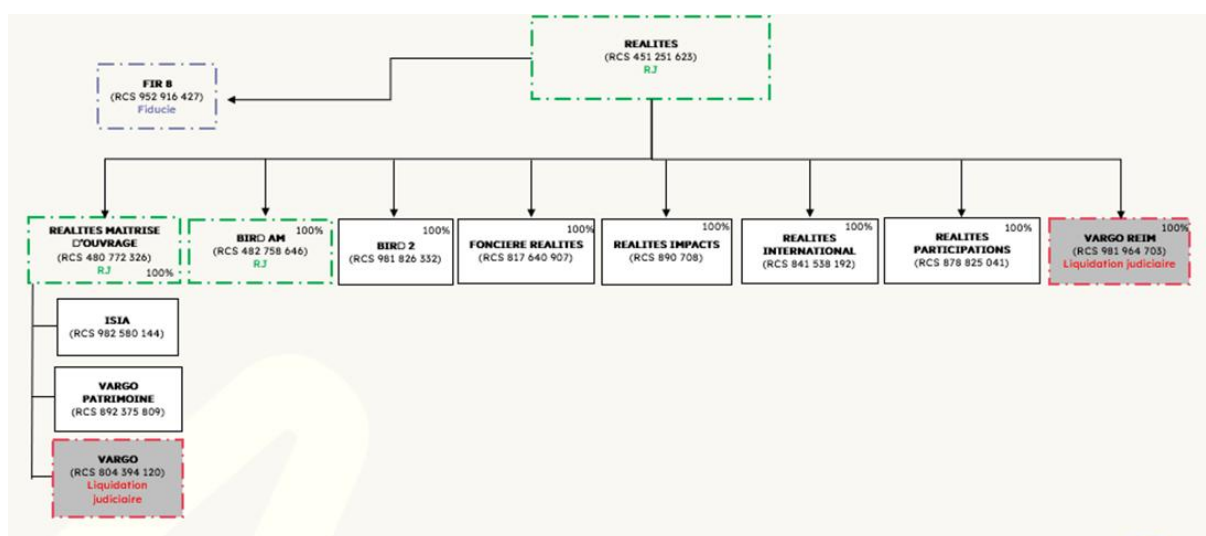 REALITES
(RCS 451 251 623)
RJ
FIR 8
(RCS 952 916 427)
Fiducie
REALITES MAITRISE
D'OUVRAGE
(RCS 480 772 326)
RJ 100%
100%
BIRD AM
(RCS 482 758 646)
RJ
100%
BIRD 2
(RCS 981 826 332)
100%
FONCIERE REALITES
(RCS 817 640 907)
100%
REALITES IMPACTS
(RCS 890 708)
100%
REALITES
INTERNATIONAL
(RCS 841 538 192)
100%
REALITES
PARTICIPATIONS
(RCS 878 825 041)
100%
VARGO REIM
(RCS 981 964 703)
Liquidation judiciaire
ISIA
(RCS 982 580 144)
VARGO
PATRIMOINE
(RCS 892 375 809)
VARGO
(RCS 804 394 120)
Liquidation
judiciaire